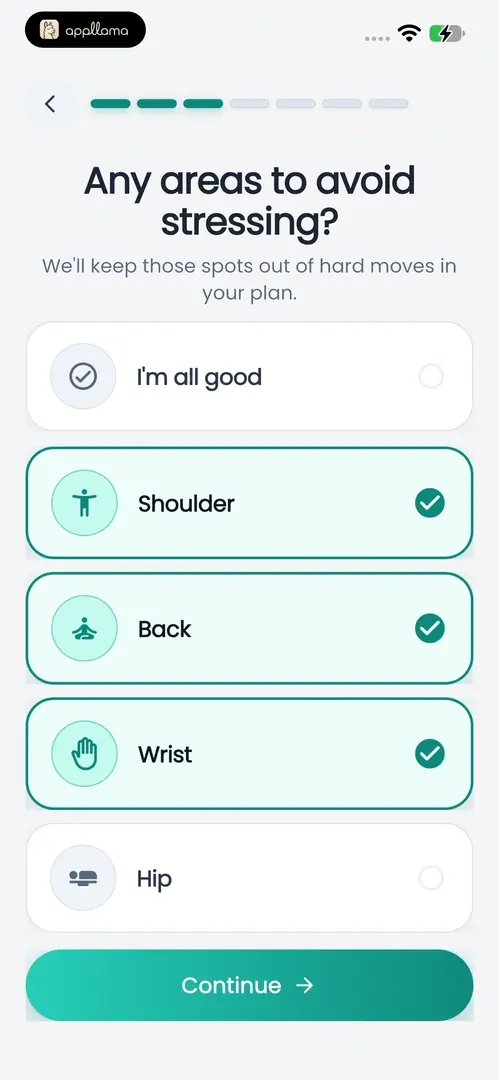 appllama
Any areas to avoid
stressing?
We'll keep those spots out of hard moves in
your plan.
I'm all good
Shoulder
Back
Wrist
Hip
Continue →